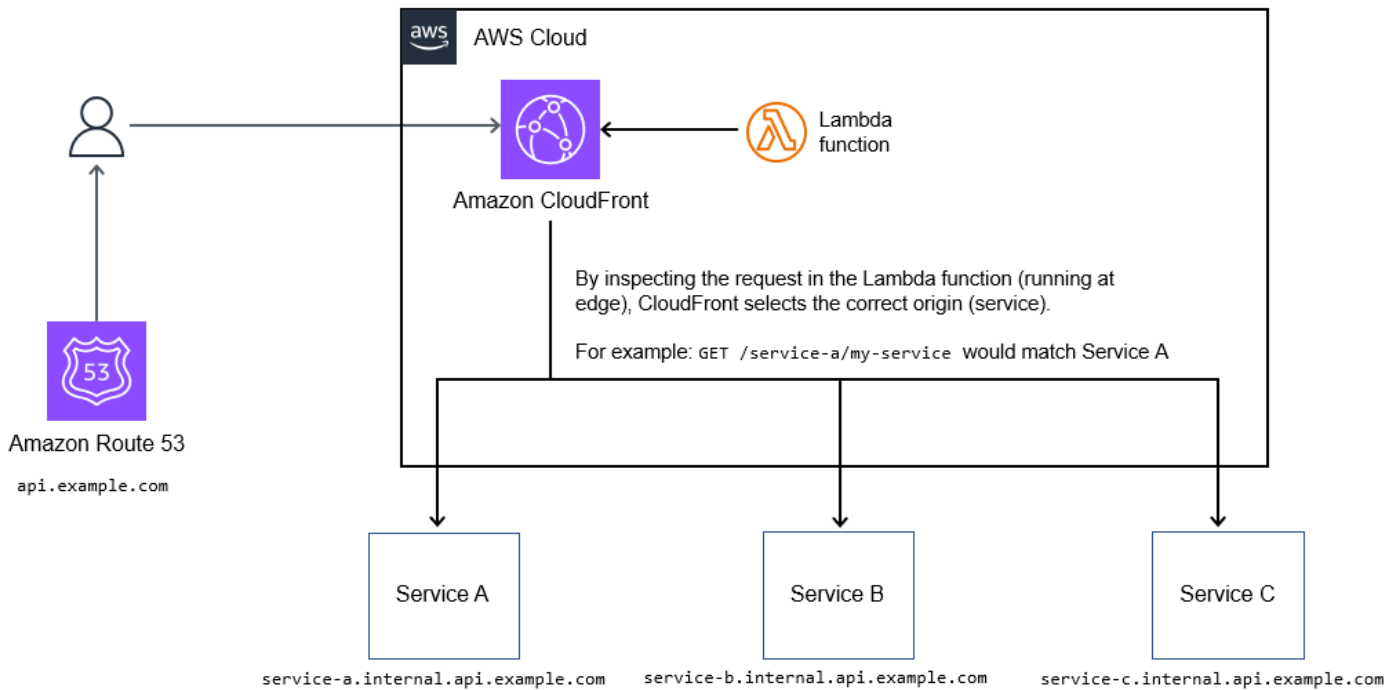 aws
AWS Cloud
Lambda
function
Amazon CloudFront
By inspecting the request in the Lambda function (running at
edge), CloudFront selects the correct origin (service).
For example: GET /service-a/my-service would match Service A
53
Amazon Route 53
api.example.com
Service A
Service B
Service C
service-a.internal.api.example.com
service-b.internal.api.example.com
service-c.internal.api.example.com